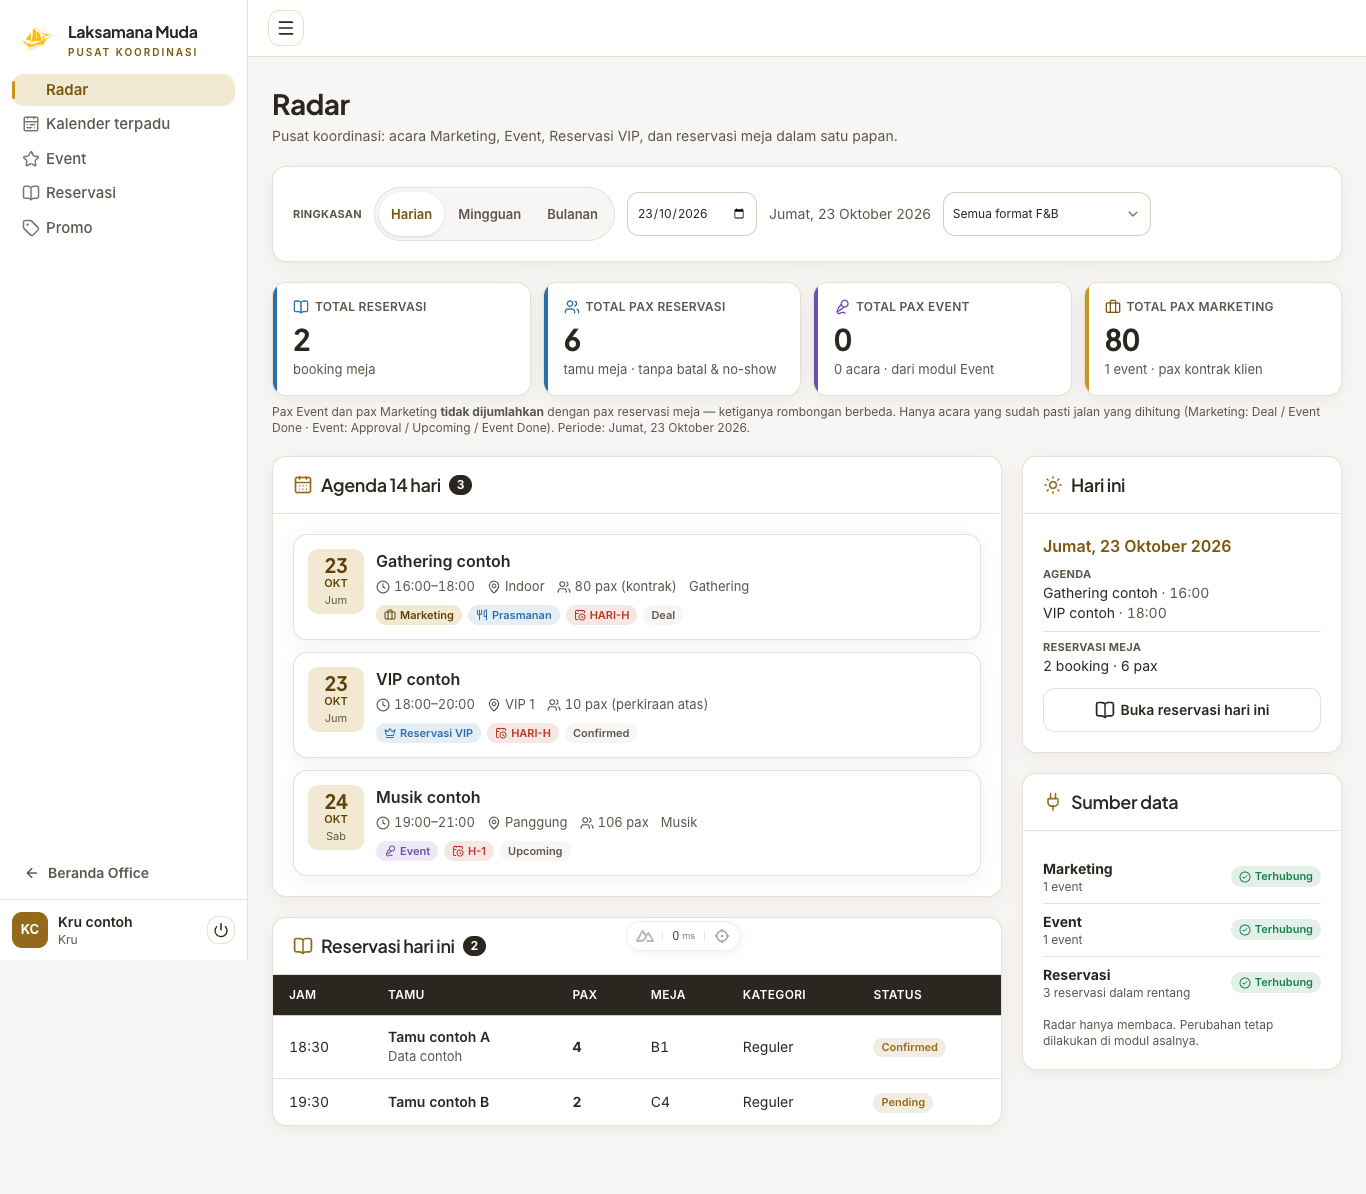 Laksamana Muda
PUSAT KOORDINASI
Radar
Kalender terpadu
Event
Reservasi
Promo
Beranda Office
KC
Kru contoh
Kru
Radar
Pusat koordinasi: acara Marketing, Event, Reservasi VIP, dan reservasi meja dalam satu papan.
RINGKASAN Harian Mingguan Bulanan 23/10/2026 Jumat, 23 Oktober 2026 Semua format F&B
TOTAL RESERVASI
2
booking meja
TOTAL PAX RESERVASI
6
tamu meja · tanpa batal & no-show
TOTAL PAX EVENT
0
0 acara · dari modul Event
TOTAL PAX MARKETING
80
1 event · pax kontrak klien
Pax Event dan pax Marketing tidak dijumlahkan dengan pax reservasi meja — ketiganya rombongan berbeda. Hanya acara yang sudah pasti jalan yang dihitung (Marketing: Deal / Event
Done · Event: Approval / Upcoming / Event Done). Periode: Jumat, 23 Oktober 2026.
Agenda 14 hari 3
23
OKT
Jum
Gathering contoh
16:00–18:00 Indoor 80 pax (kontrak) Gathering
Marketing Prasmanan HARI-H Deal
23
OKT
Jum
VIP contoh
18:00–20:00 VIP 1 10 pax (perkiraan atas)
Reservasi VIP HARI-H Confirmed
24
OKT
Sab
Musik contoh
19:00–21:00 Panggung 106 pax Musik
Event H-1 Upcoming
Reservasi hari ini 2
0 ms
JAM TAMU PAX MEJA KATEGORI STATUS
18:30 Tamu contoh A 4 B1 Reguler Confirmed
Data contoh
19:30 Tamu contoh B 2 C4 Reguler Pending
Hari ini
Jumat, 23 Oktober 2026
AGENDA
Gathering contoh · 16:00
VIP contoh · 18:00
RESERVASI MEJA
2 booking · 6 pax
Buka reservasi hari ini
Sumber data
Marketing Terhubung
1 event
Event Terhubung
1 event
Reservasi Terhubung
3 reservasi dalam rentang
Radar hanya membaca. Perubahan tetap
dilakukan di modul asalnya.